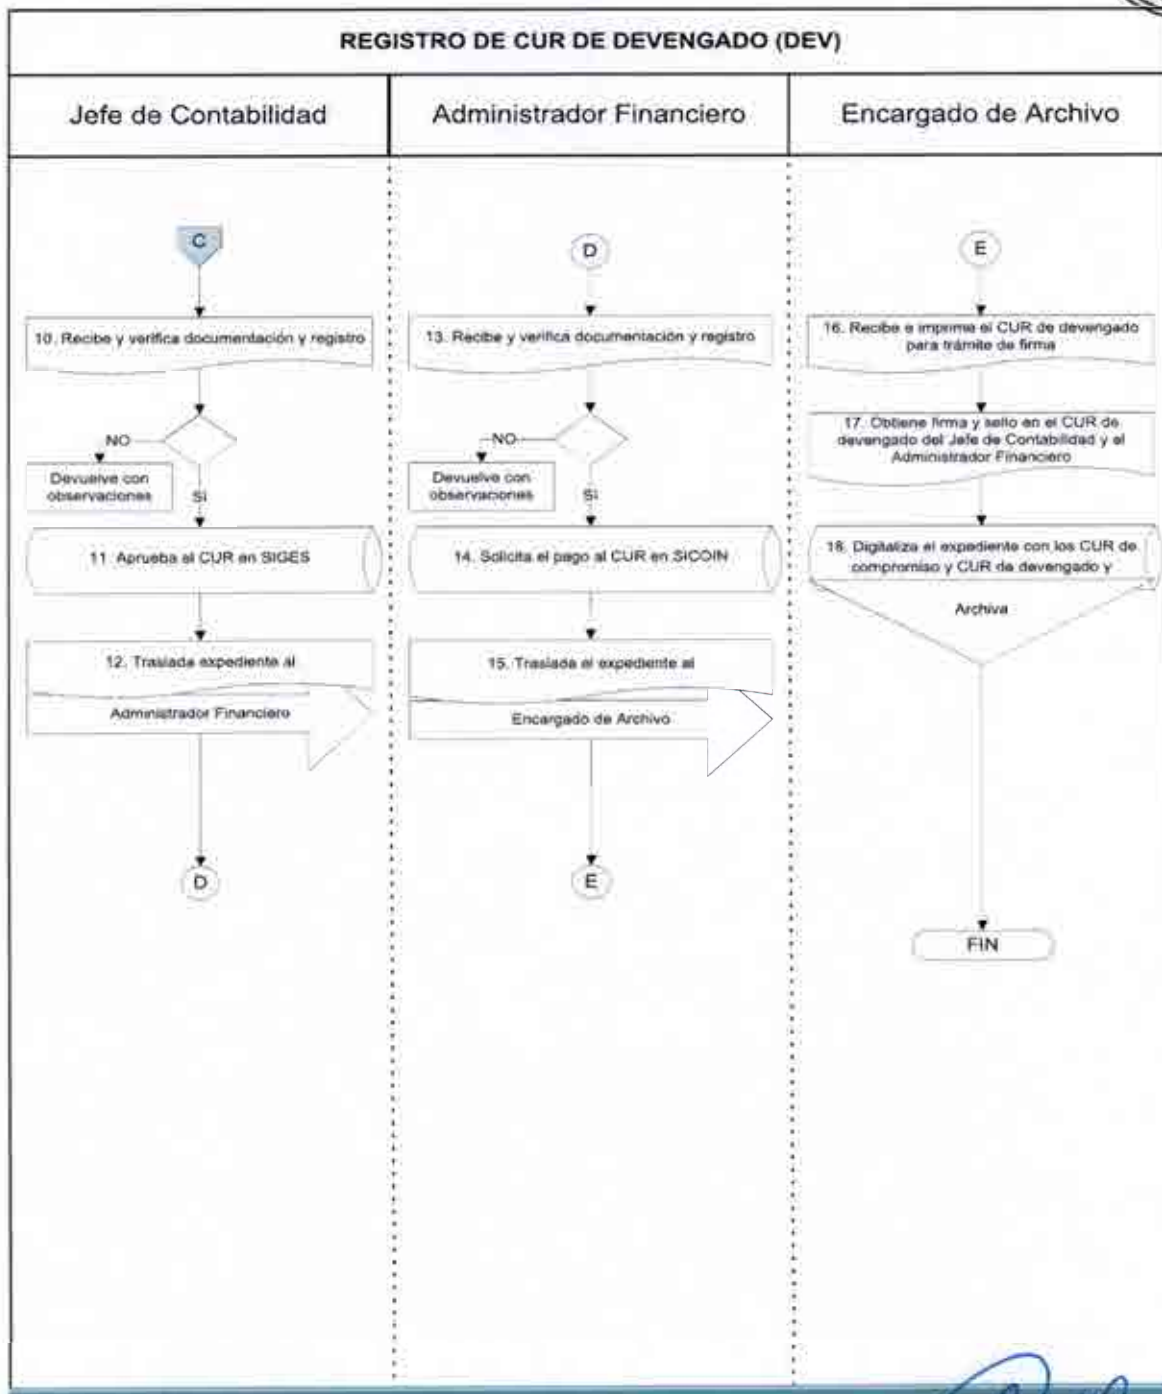 REGISTRO DE CUR DE DEVENGADO (DEV)
Jefe de Contabilidad
Administrador Financiero
Encargado de Archivo
C
10. Recibe y verifica documentación y registro
NO
Devuelve con
observaciones
SI
11. Aprueba el CUR en SIGES
12. Traslada expediente al
Administrador Financiero
D
D
13. Recibe y verifica documentación y registro
NO
Devuelve con
observaciones
SI
14. Solicita el pago al CUR en SICOIN
15. Traslada el expediente al
Encargado de Archivo
E
E
16. Recibe e imprime el CUR de devengado
para trámite de firma
17. Obtiene firma y sello en el CUR de
devengado del Jefe de Contabilidad y el
Administrador Financiero
18. Digitaliza el expediente con los CUR de
compromiso y CUR de devengado y
Archiva
FIN